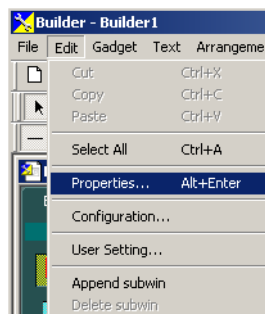 Builder - Builder1
File Edit Gadget Text Arrangeme
Cut Ctrl+X
Copy Ctrl+C
Paste Ctrl+V
Select All Ctrl+A
Properties... Alt+Enter
Configuration...
User Setting...
Append subwin
Delete subwin